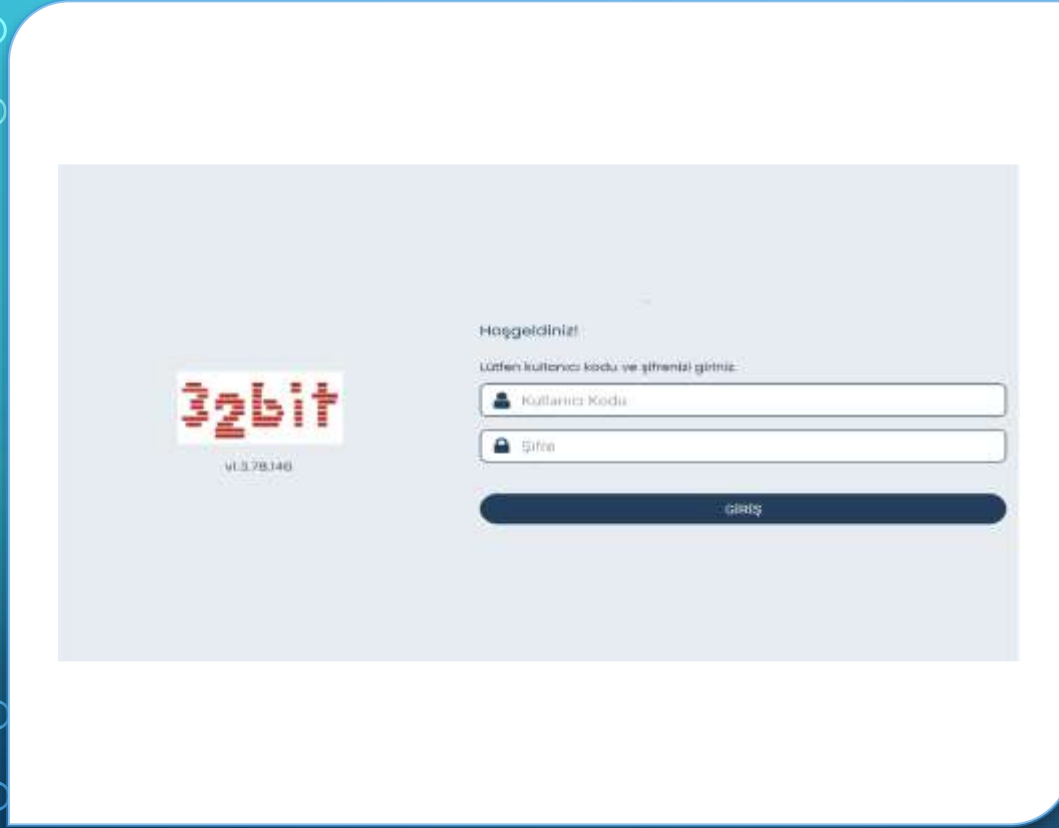 Hoşgeldiniz!
Lütfen kullanıcı kodu ve şifrenizi giriniz.
32bit
Kullanıcı Kodu
Şifre
v1.3.78.146
GİRİŞ